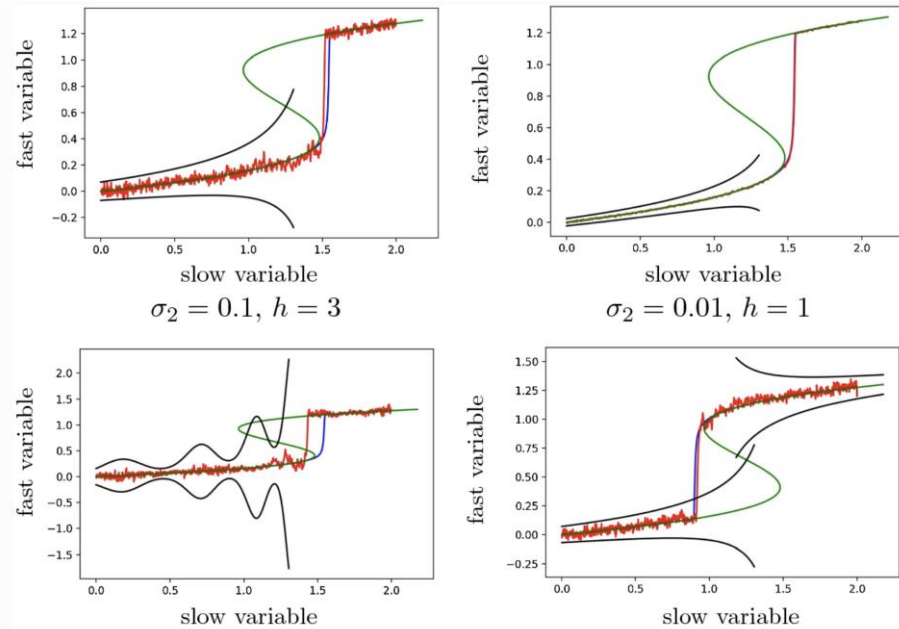 fast variable
1.2
1.0
0.8
0.6
0.4
0.2
0.0
−0.2
0.0 0.5 1.0 1.5 2.0
slow variable
σ₂ = 0.1, h = 3
fast variable
1.2
1.0
0.8
0.6
0.4
0.2
0.0
0.0 0.5 1.0 1.5 2.0
slow variable
σ₂ = 0.01, h = 1
fast variable
2.0
1.5
1.0
0.5
0.0
−0.5
−1.0
−1.5
0.0 0.5 1.0 1.5 2.0
slow variable
fast variable
1.50
1.25
1.00
0.75
0.50
0.25
0.00
−0.25
0.0 0.5 1.0 1.5 2.0
slow variable